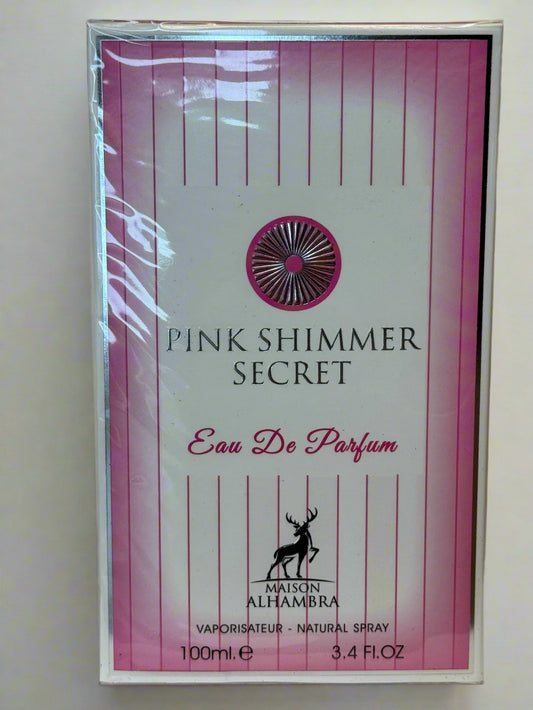 PINK SHIMMER
SECRET
Eau De Parfum
MAISON
ALHAMBRA
VAPORISATEUR - NATURAL SPRAY
100ml.e 3.4 Fl.OZ